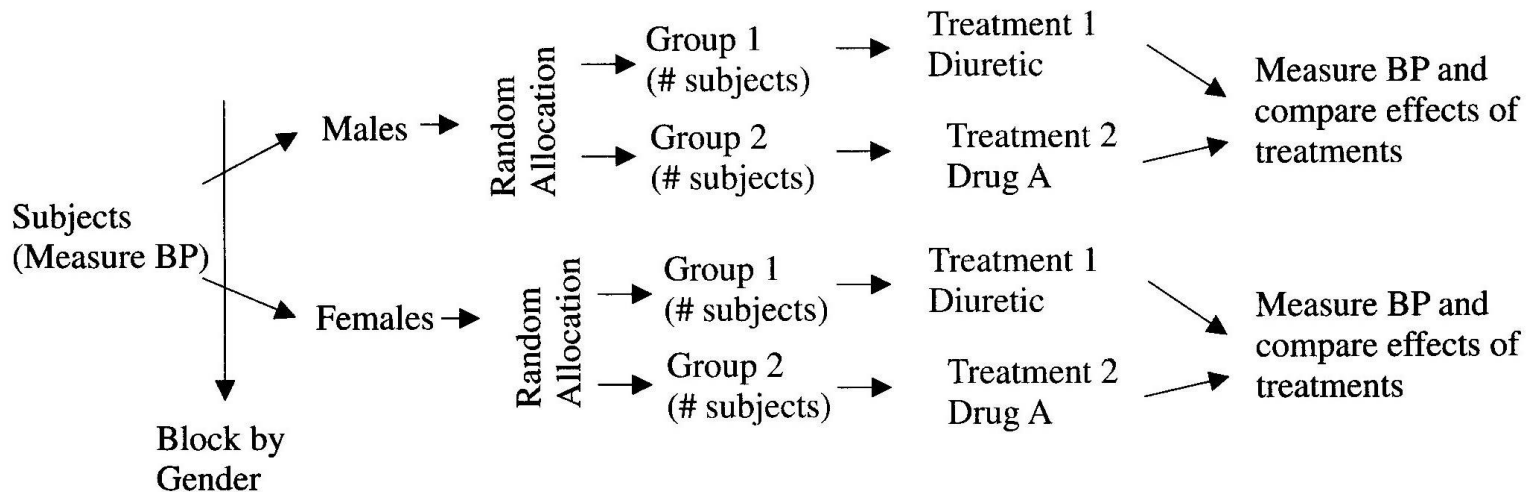 Subjects
(Measure BP)
Block by
Gender
Males
Random
Allocation
Group 1
(# subjects)
Treatment 1
Diuretic
Group 2
(# subjects)
Treatment 2
Drug A
Measure BP and
compare effects of
treatments
Females
Random
Allocation
Group 1
(# subjects)
Treatment 1
Diuretic
Group 2
(# subjects)
Treatment 2
Drug A
Measure BP and
compare effects of
treatments